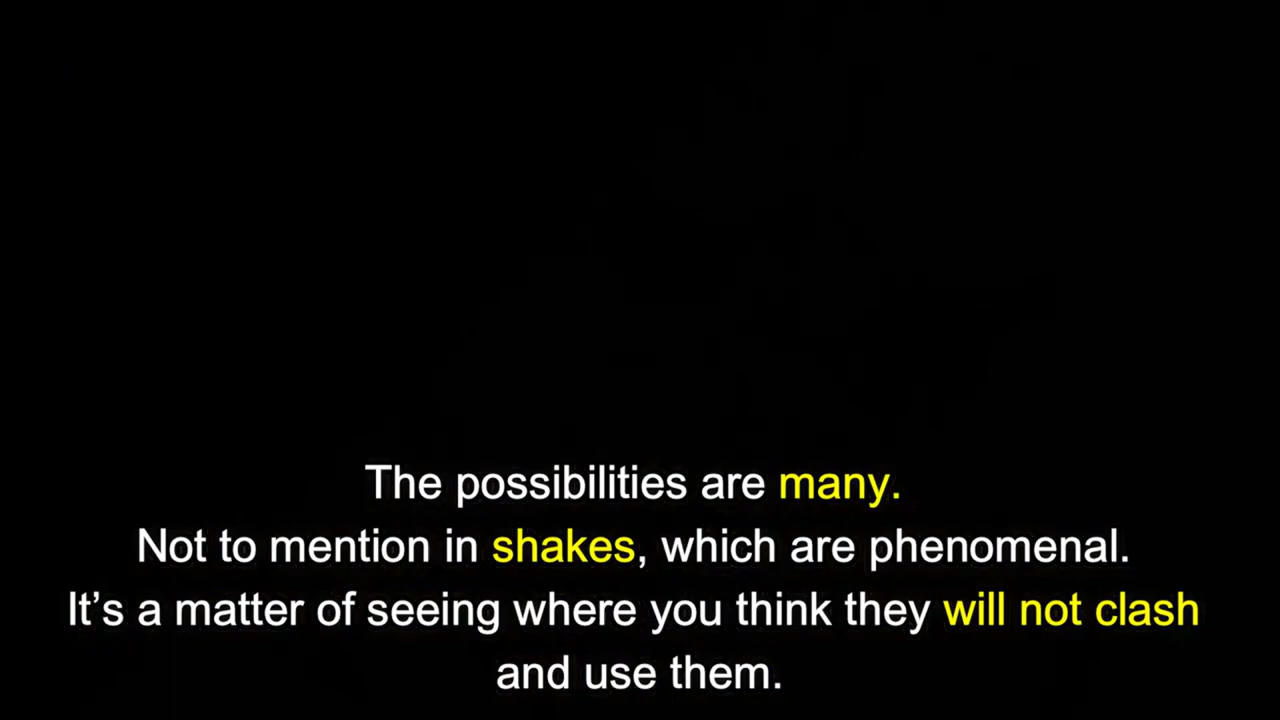 The possibilities are many.
Not to mention in shakes, which are phenomenal.
It’s a matter of seeing where you think they will not clash
and use them.